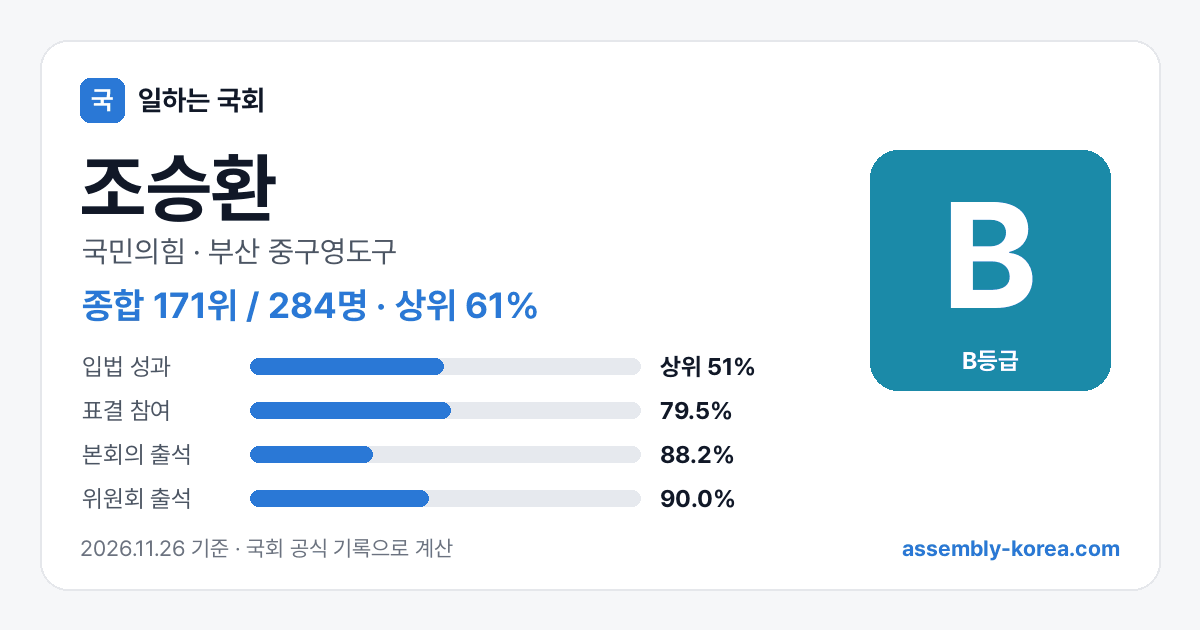 국 일하는 국회
조승환
국민의힘 · 부산 중구영도구
종합 171위 / 284명 · 상위 61%
입법 성과 상위 51%
표결 참여 79.5%
본회의 출석 88.2%
위원회 출석 90.0%
B
B등급
2026.11.26 기준 · 국회 공식 기록으로 계산
assembly-korea.com